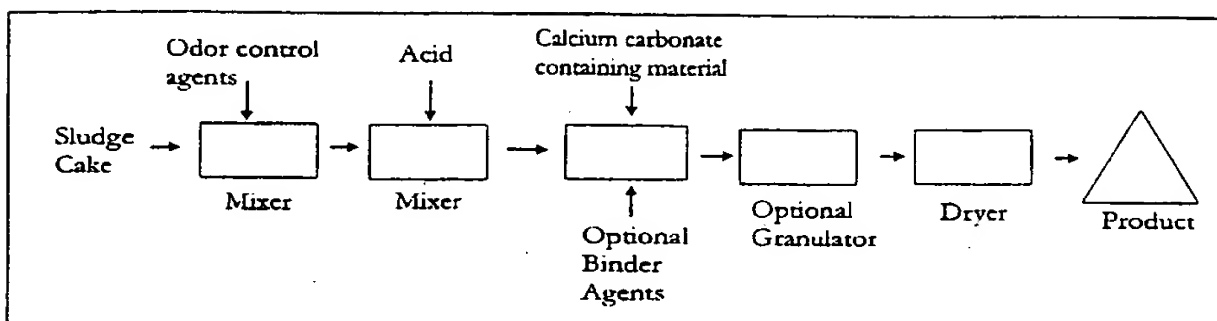 Odor control
agents
Acid
Calcium carbonate
containing material
Sludge
Cake
Mixer
Mixer
Optional
Binder
Agents
Optional
Granulator
Dryer
Product